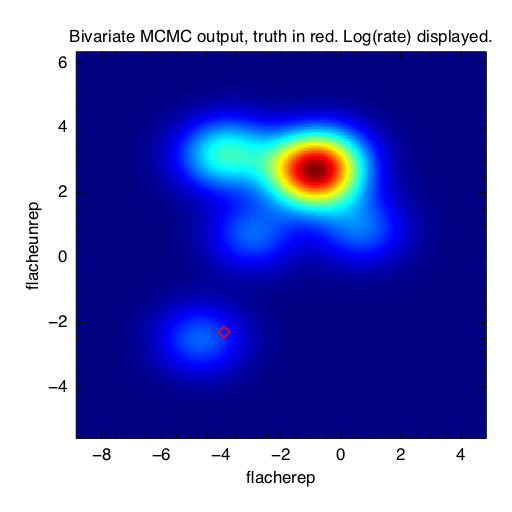 Bivariate MCMC output, truth in red. Log(rate) displayed.
6
4
2
0
−2
−4
flacheunrep
−8 −6 −4 −2 0 2 4
flacherep